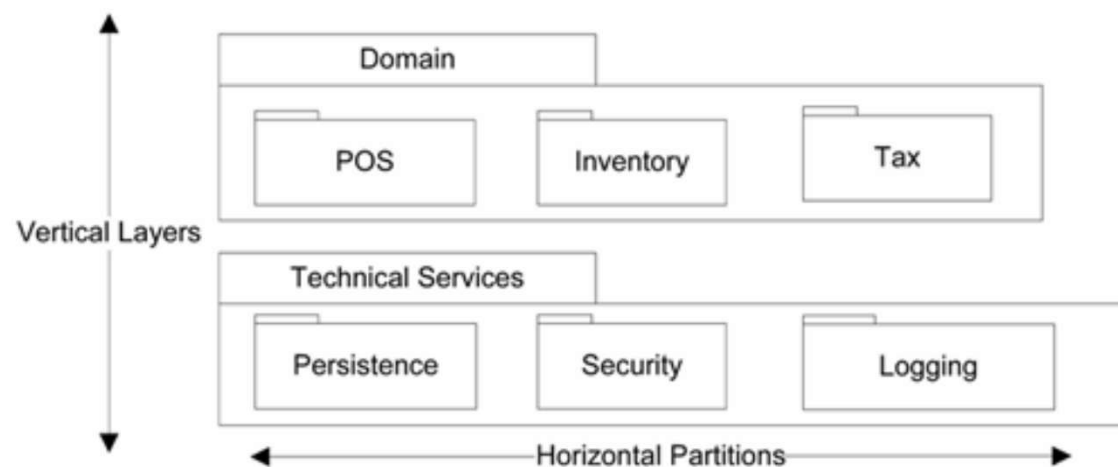 Domain
POS
Inventory
Tax
Vertical Layers
Technical Services
Persistence
Security
Logging
Horizontal Partitions